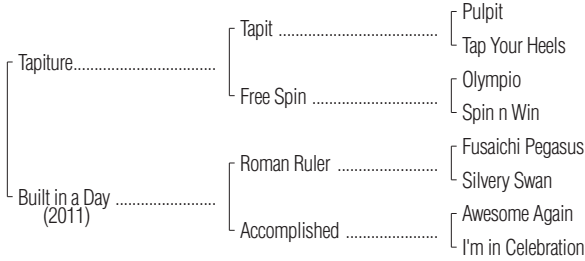 Pulpit
Tapit ........................................
Tap Your Heels
Tapiture...................................
Olympio
Free Spin ...............................
Spin n Win
Fusaichi Pegasus
Roman Ruler .........................
Silvery Swan
Built in a Day .........................
(2011)
Awesome Again
Accomplished .......................
I'm in Celebration